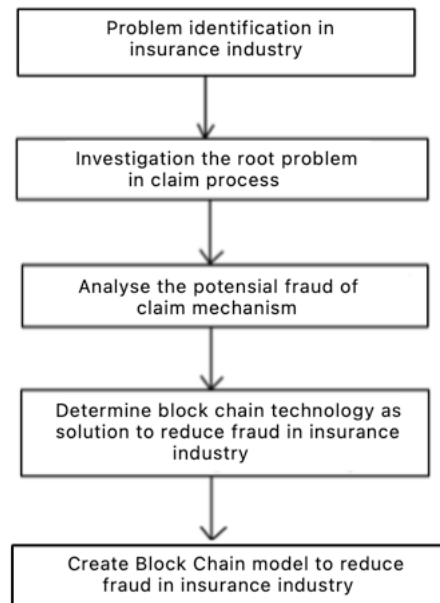 Problem identification in
insurance industry
Investigation the root problem
in claim process
Analyse the potensial fraud of
claim mechanism
Determine block chain technology as
solution to reduce fraud in insurance
industry
Create Block Chain model to reduce
fraud in insurance industry